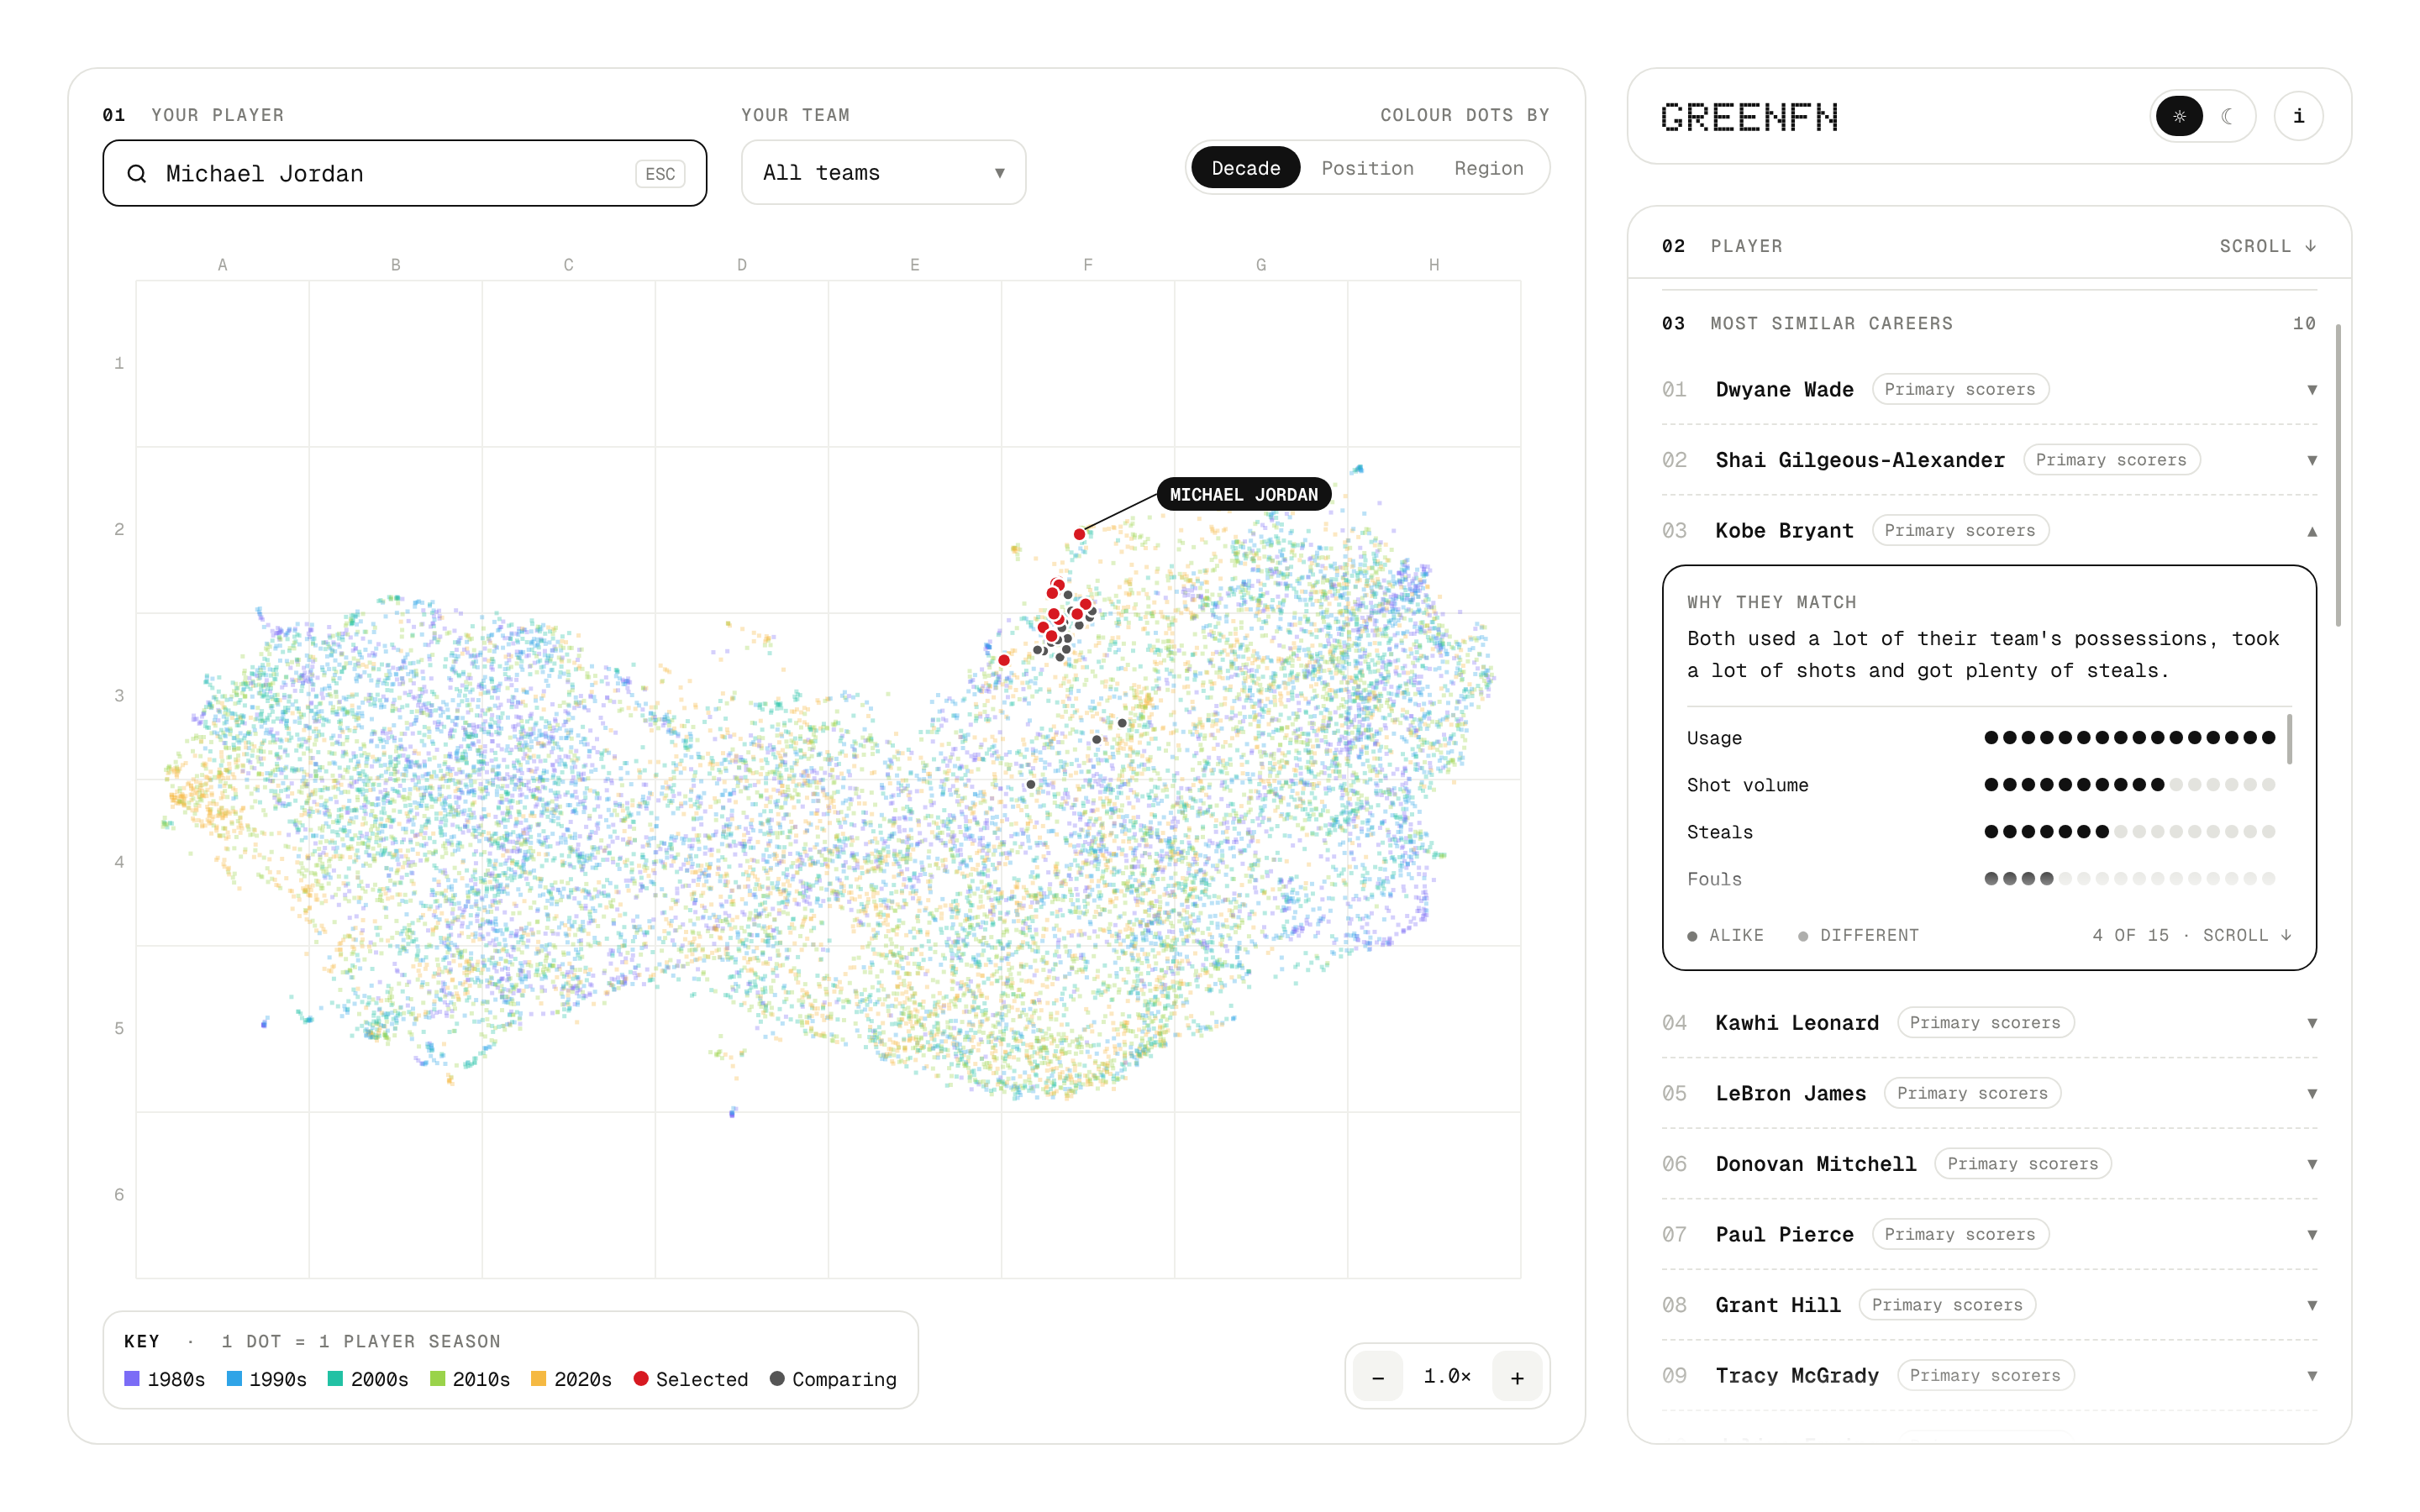 01 YOUR PLAYER
Michael Jordan ESC
YOUR TEAM
All teams ▼
COLOUR DOTS BY
Decade Position Region
A B C D E F G H
1
2
3
4
5
6
MICHAEL JORDAN
KEY · 1 DOT = 1 PLAYER SEASON
1980s 1990s 2000s 2010s 2020s Selected Comparing
− 1.0× +
GREENFN
i
02 PLAYER SCROLL ↓
03 MOST SIMILAR CAREERS 10
01 Dwyane Wade Primary scorers ▼
02 Shai Gilgeous-Alexander Primary scorers ▼
03 Kobe Bryant Primary scorers ▲
WHY THEY MATCH
Both used a lot of their team's possessions, took
a lot of shots and got plenty of steals.
Usage
Shot volume
Steals
Fouls
ALIKE DIFFERENT 4 OF 15 · SCROLL ↓
04 Kawhi Leonard Primary scorers ▼
05 LeBron James Primary scorers ▼
06 Donovan Mitchell Primary scorers ▼
07 Paul Pierce Primary scorers ▼
08 Grant Hill Primary scorers ▼
09 Tracy McGrady Primary scorers ▼